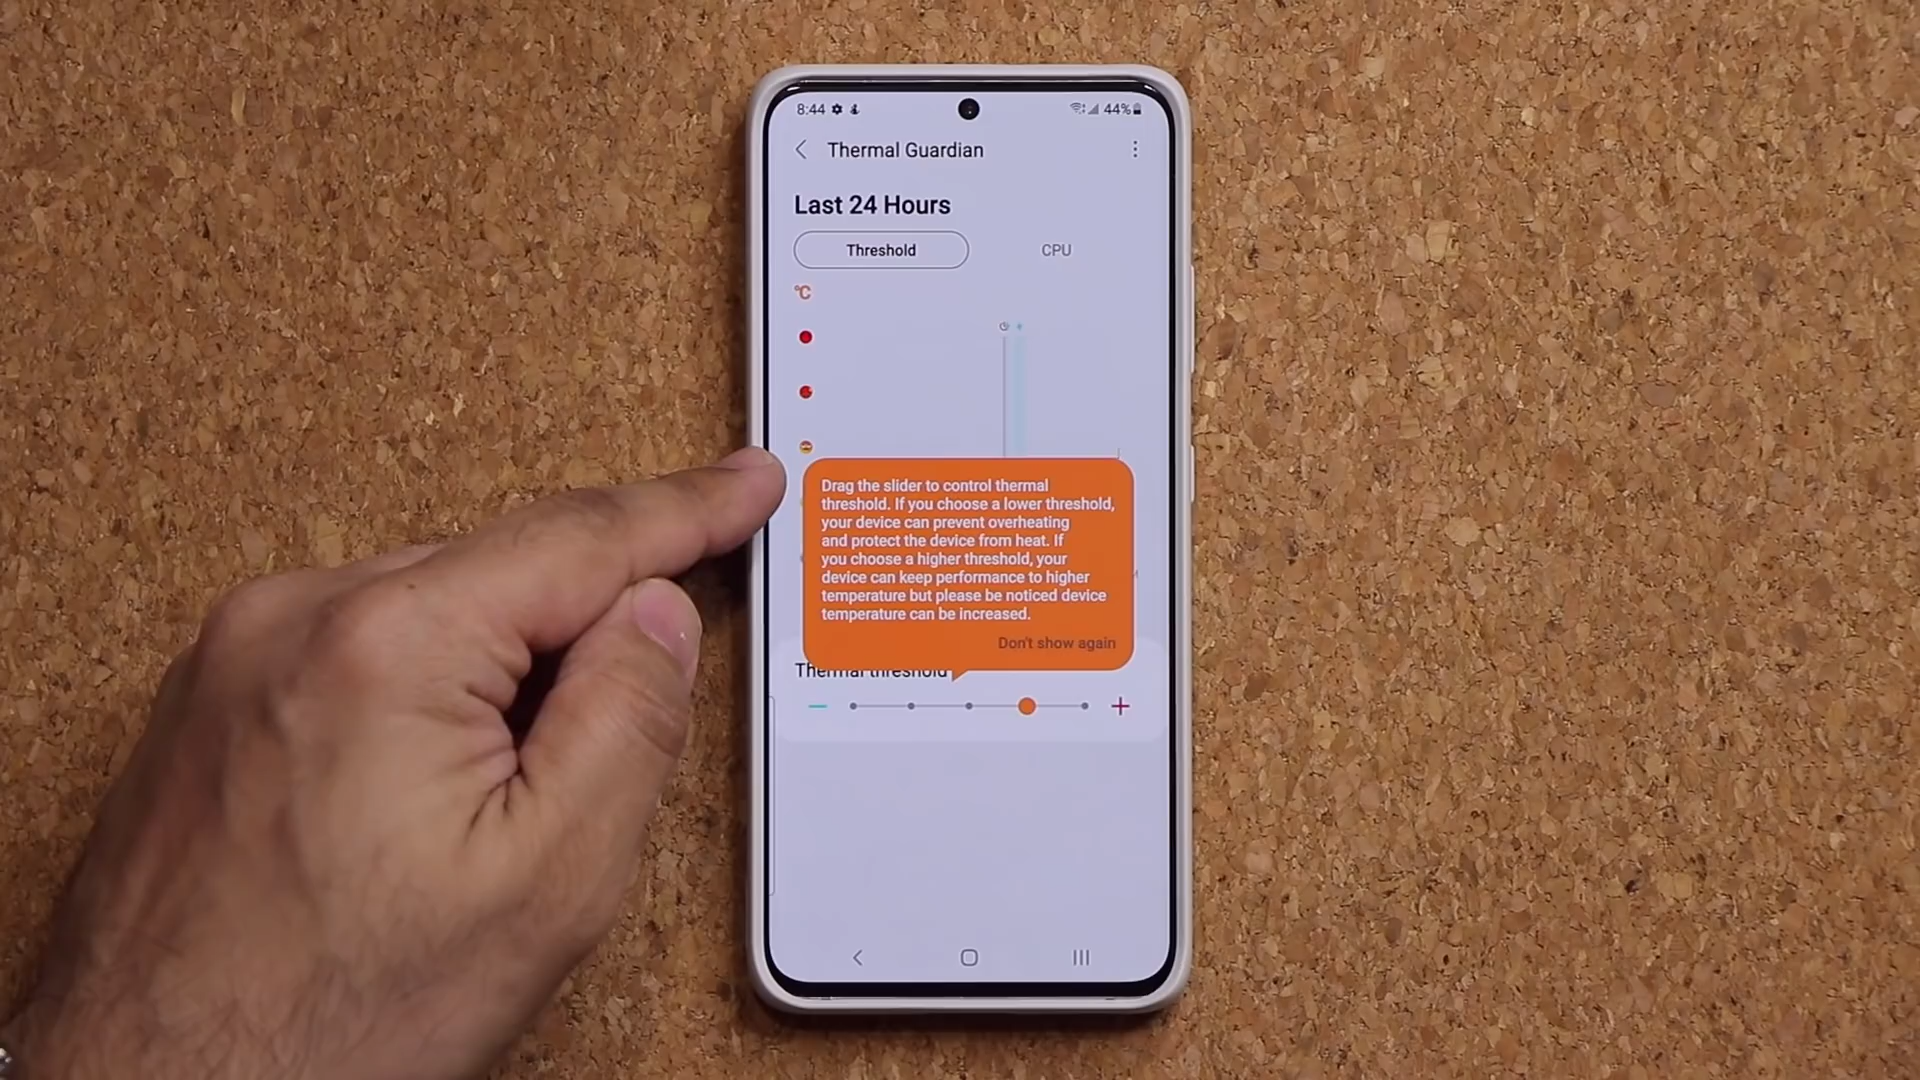 8:44 44%
Thermal Guardian
Last 24 Hours
Threshold CPU
°C
Drag the slider to control thermal
threshold. If you choose a lower threshold,
your device can prevent overheating
and protect the device from heat. If
you choose a higher threshold, your
device can keep performance to higher
temperature but please be noticed device
temperature can be increased.
Don't show again
Thermal threshold